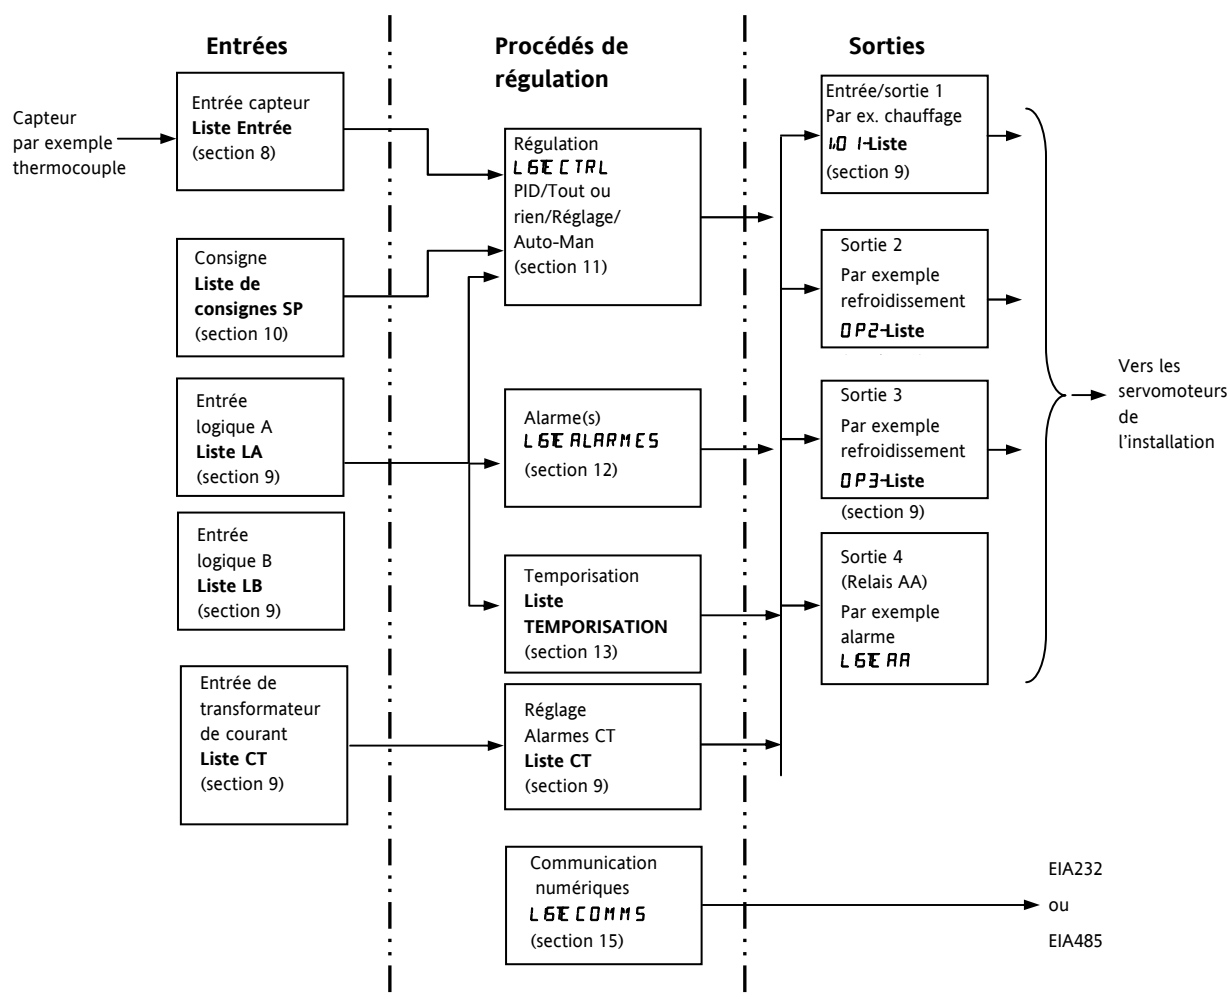 Entrées
Procédés de
régulation
Sorties
Capteur
par exemple
thermocouple
Entrée capteur
Liste Entrée
(section 8)
Consigne
Liste de
consignes SP
(section 10)
Entrée
logique A
Liste LA
(section 9)
Entrée
logique B
Liste LB
(section 9)
Entrée de
transformateur
de courant
Liste CT
(section 9)
Régulation
CTRL
PID/Tout ou
rien/Réglage/
Auto-Man
(section 11)
Alarme(s)
ALARMES
(section 12)
Temporisation
Liste
TEMPORISATION
(section 13)
Réglage
Alarmes CT
Liste CT
(section 9)
Communication
numériques
COMMS
(section 15)
Entrée/sortie 1
Par ex. chauffage
-Liste
(section 9)
Sortie 2
Par exemple
refroidissement
OP2-Liste
Sortie 3
Par exemple
refroidissement
OP3-Liste
(section 9)
Sortie 4
(Relais AA)
Par exemple
alarme
AA
Vers les
servomoteurs
de
l'installation
EIA232
ou
EIA485